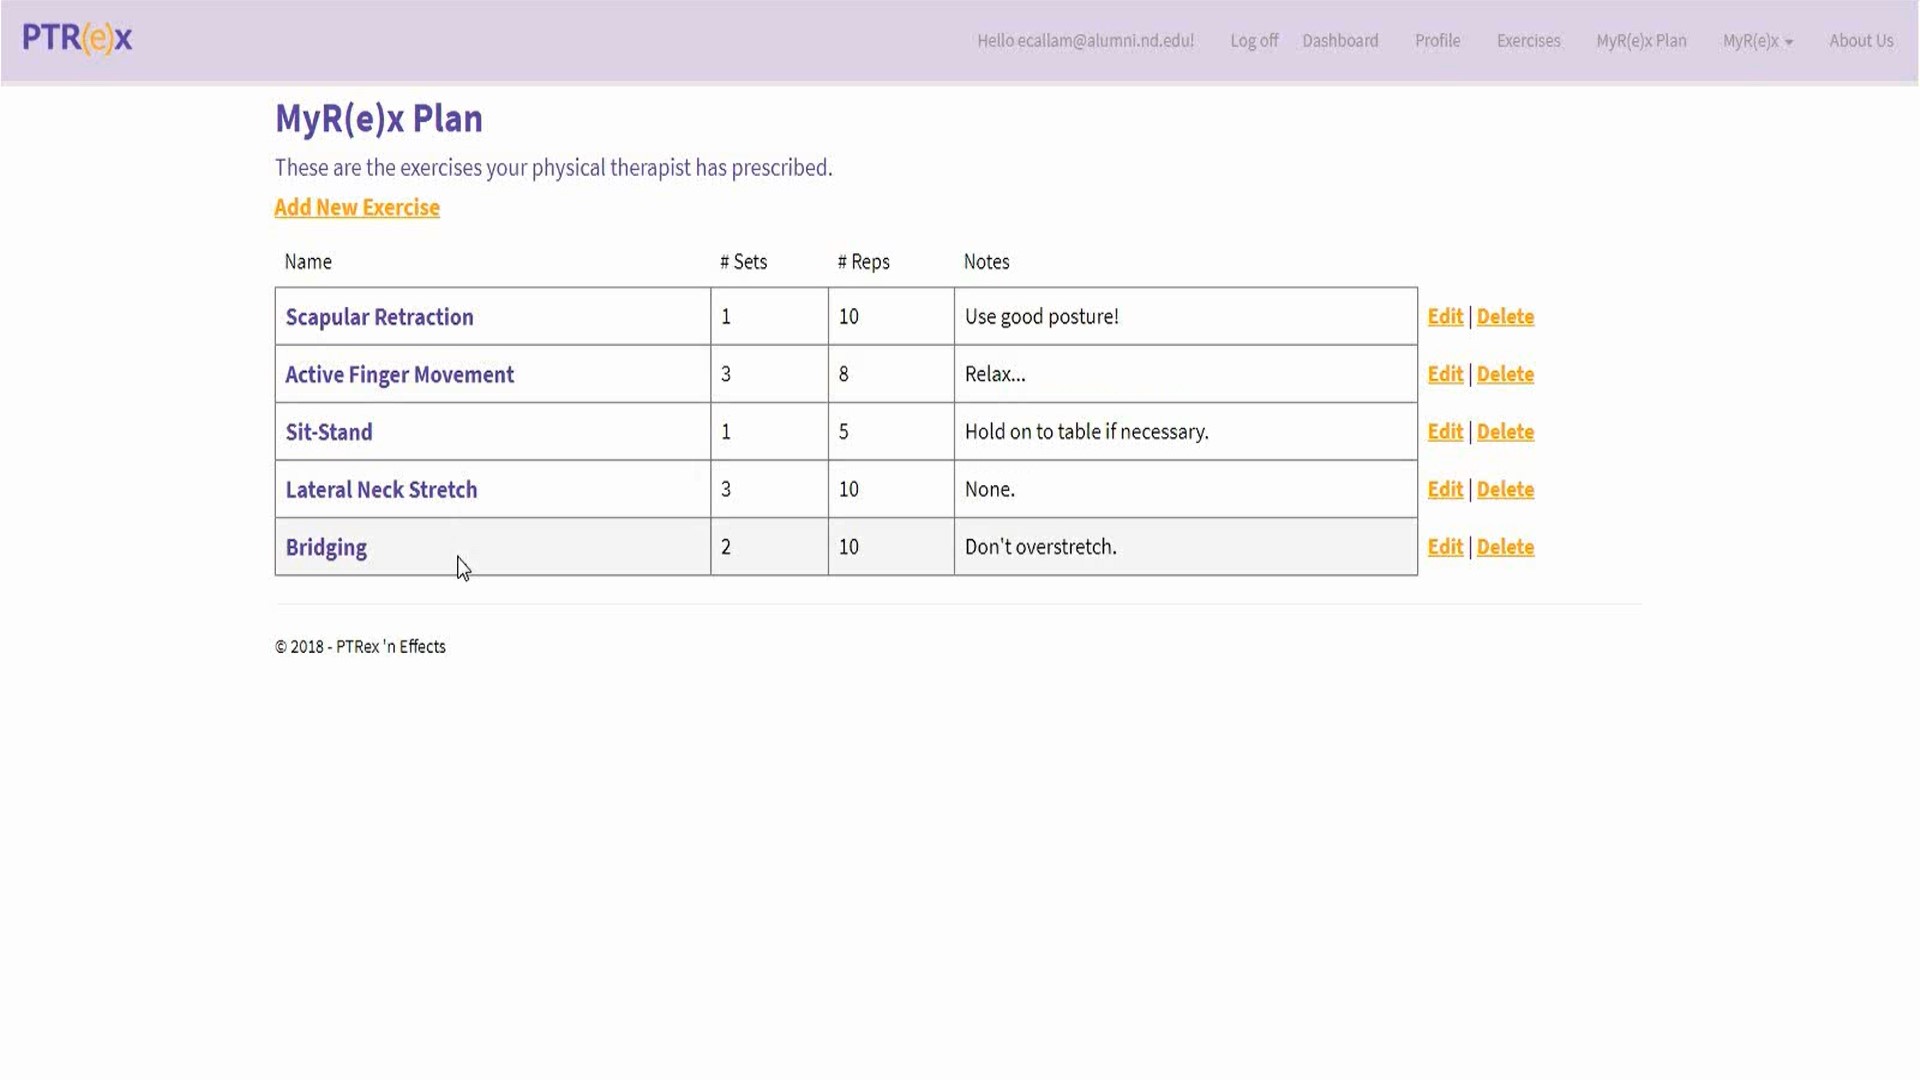 PTR(e)x Hello ecallam@alumni.nd.edu! Log off Dashboard Profile Exercises MyR(e)x Plan MyR(e)x About Us
MyR(e)x Plan
These are the exercises your physical therapist has prescribed.
Add New Exercise
Name # Sets # Reps Notes
Scapular Retraction 1 10 Use good posture! Edit | Delete
Active Finger Movement 3 8 Relax... Edit | Delete
Sit-Stand 1 5 Hold on to table if necessary. Edit | Delete
Lateral Neck Stretch 3 10 None. Edit | Delete
Bridging 2 10 Don't overstretch. Edit | Delete
© 2018 - PTRex 'n Effects